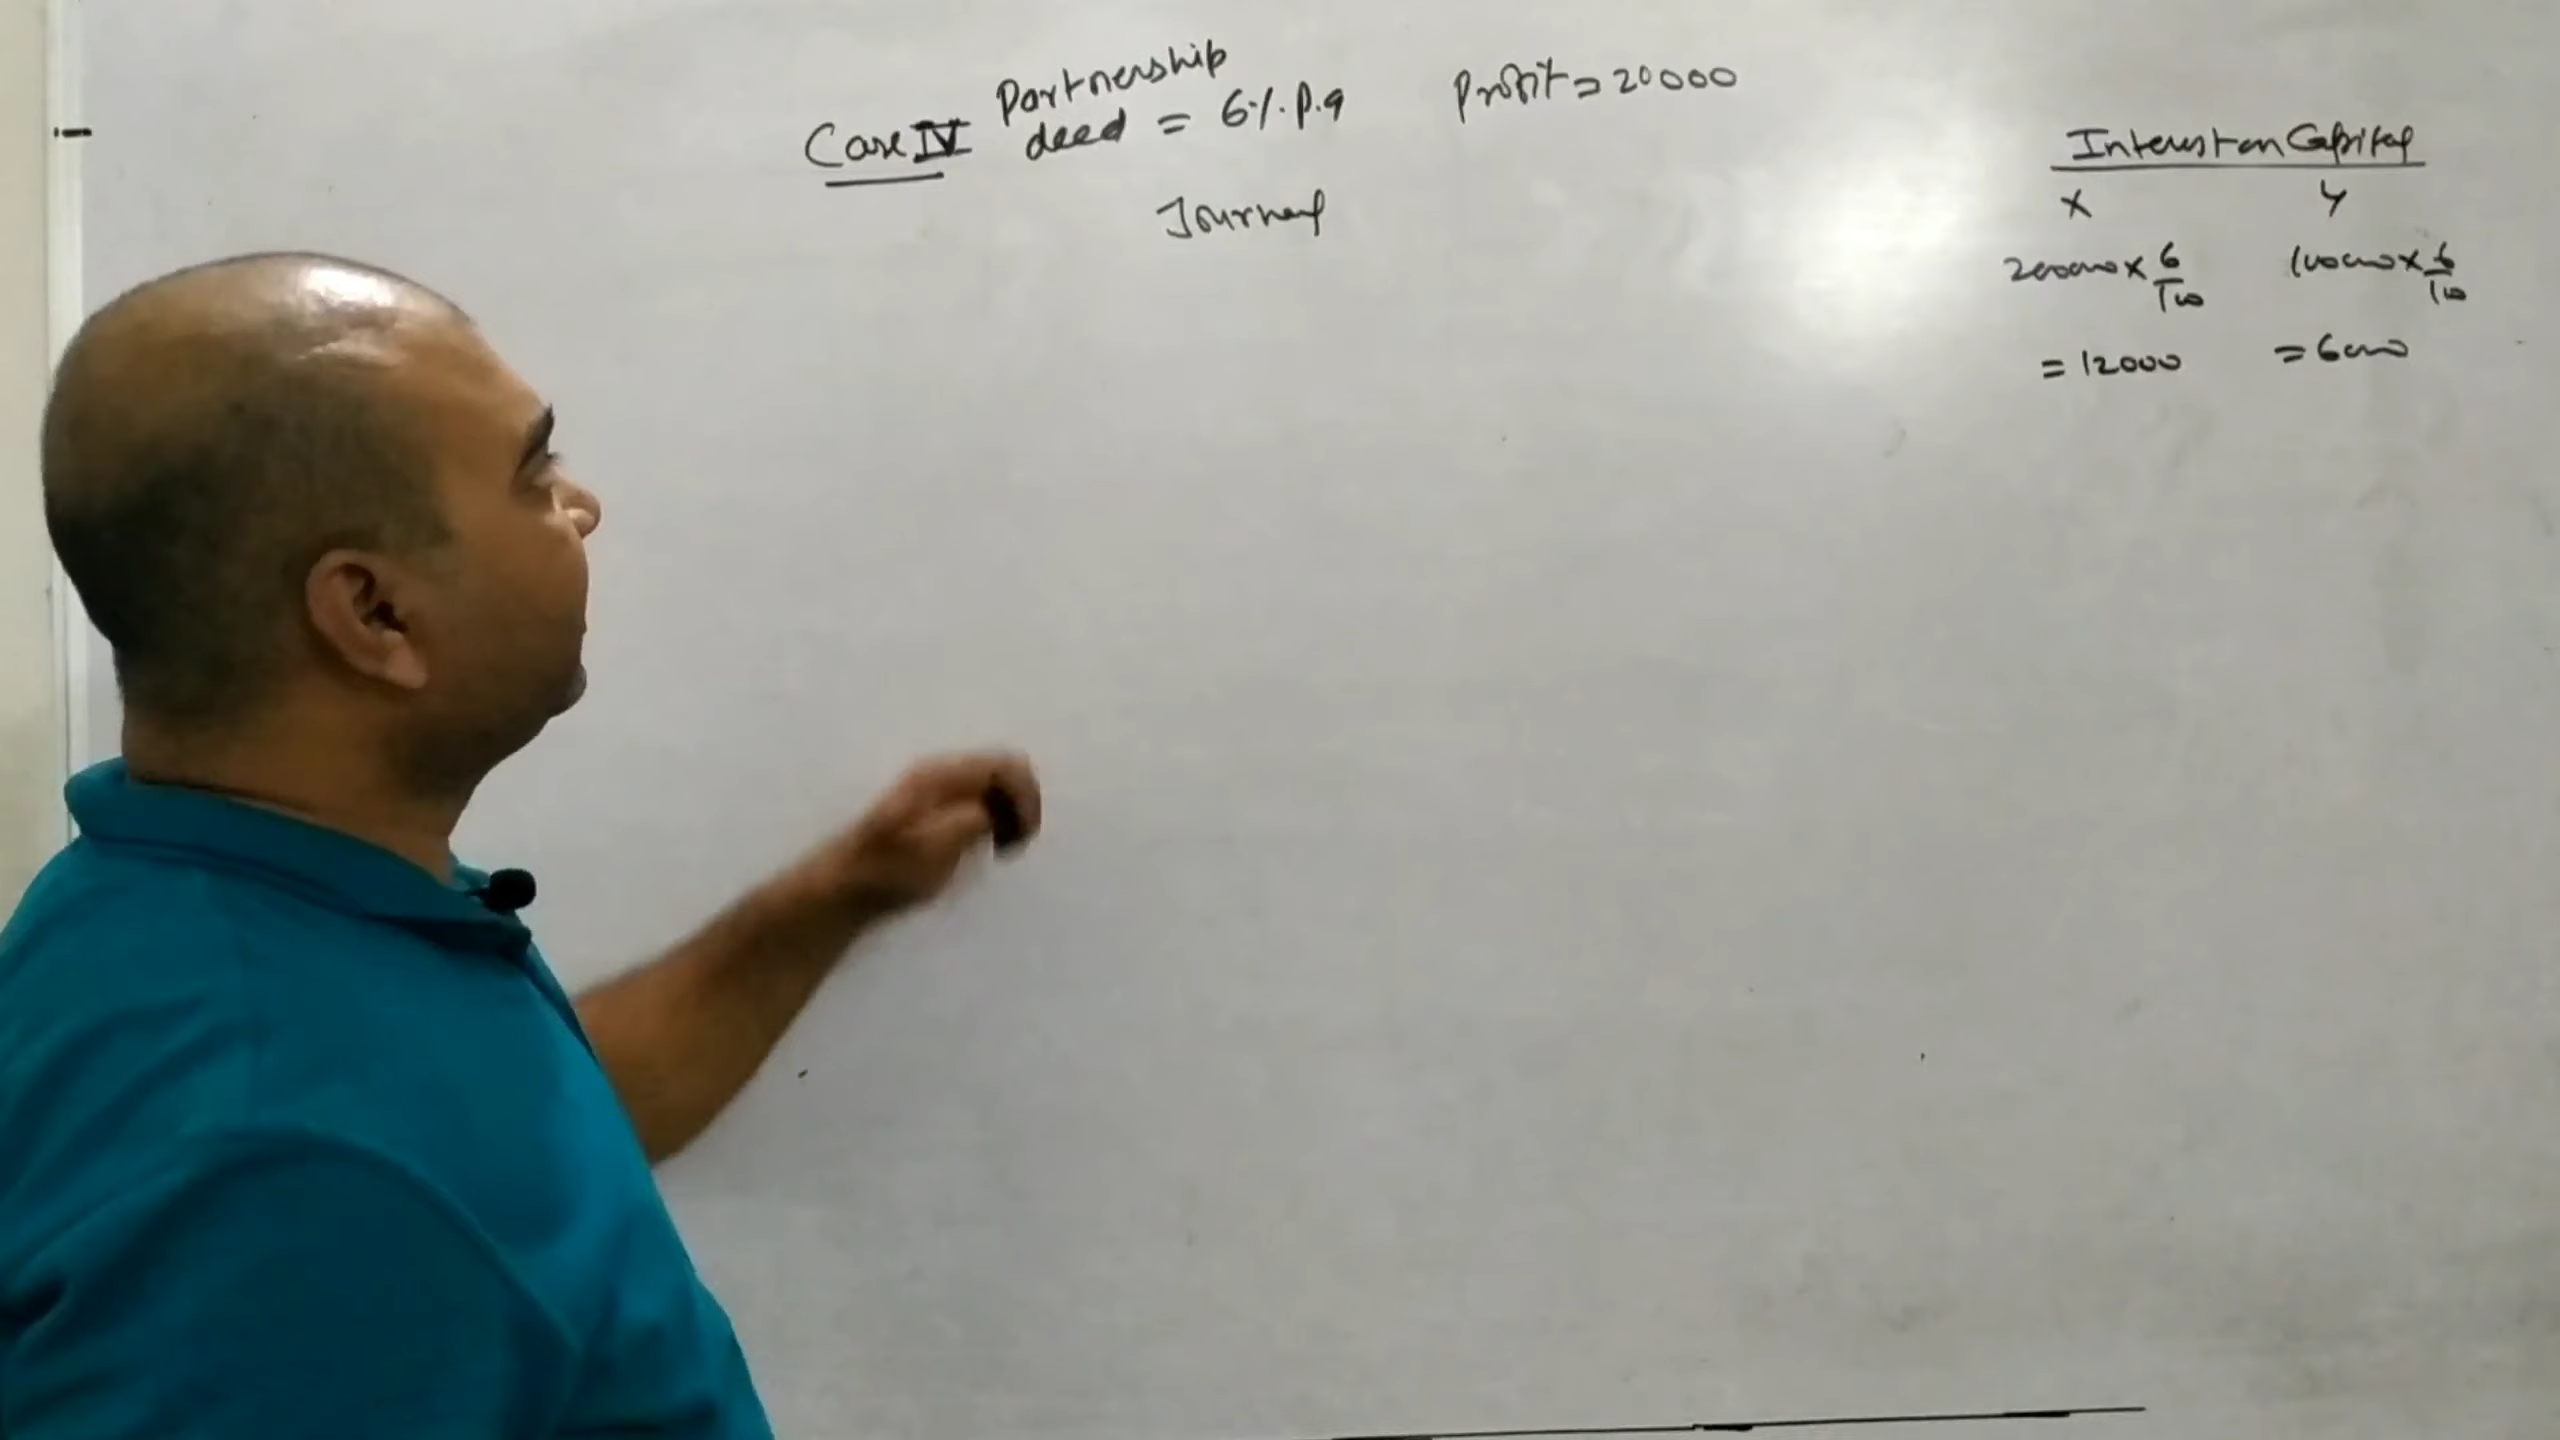 Case IV Partnership deed = 6%. p.a Profit = 20000
Journal
Interest on Capital
X Y
200000 x 6/100 100000 x 6/100
= 12000 = 6000